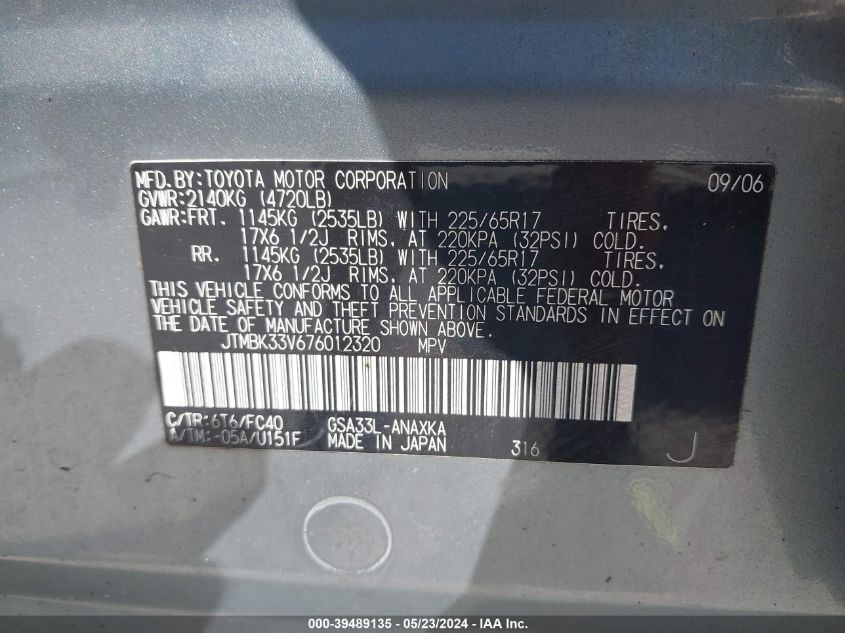 MFD.BY:TOYOTA MOTOR CORPORATION 09/06
GVWR:2140KG (4720LB)
GAWR:FRT. 1145KG (2535LB) WITH 225/65R17 TIRES,
17X6 1/2J RIMS, AT 220KPA (32PSI) COLD.
RR. 1145KG (2535LB) WITH 225/65R17 TIRES,
17X6 1/2J RIMS, AT 220KPA (32PSI) COLD.
THIS VEHICLE CONFORMS TO ALL APPLICABLE FEDERAL MOTOR
VEHICLE SAFETY AND THEFT PREVENTION STANDARDS IN EFFECT ON
THE DATE OF MANUFACTURE SHOWN ABOVE.
JTMBK33V676012320 MPV
C/TR:6T6/FC40 GSA33L-ANAXKA
A/TM:-05A/U151F MADE IN JAPAN 316 J
000-39489135 - 05/23/2024 - IAA Inc.